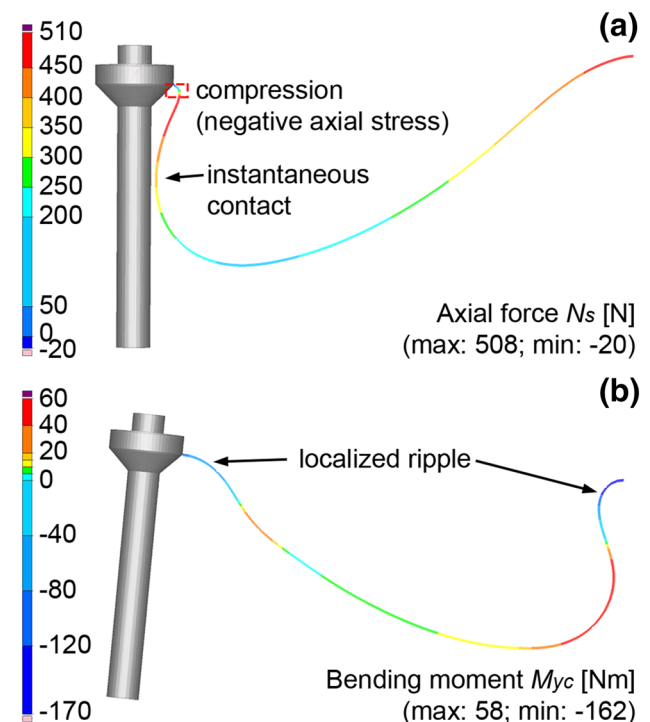 (a)
510
450
400
350
300
250
200
50
0
-20
compression
(negative axial stress)
instantaneous
contact
Axial force Ns [N]
(max: 508; min: -20)
(b)
60
40
20
0
-40
-80
-120
-170
localized ripple
Bending moment Myc [Nm]
(max: 58; min: -162)